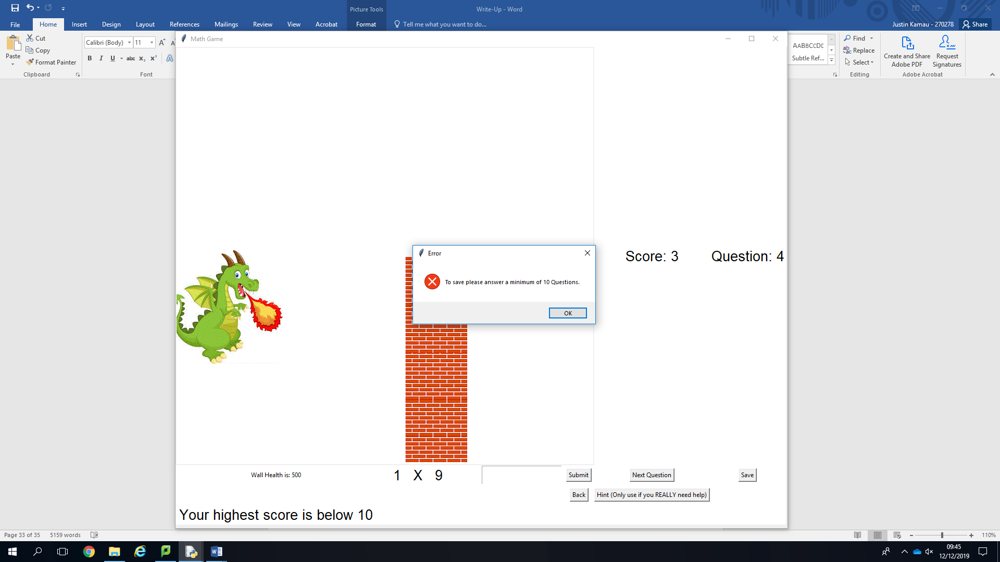 Picture Tools
Write-Up - Word
File Home Insert Design Layout References Mailings Review View Acrobat Format Tell me what you want to do... Justin Kamau - 270278 Share
Paste
Cut
Copy
Format Painter
Clipboard
Calibri (Body) 11 A A
B I U abc x₂ x² A
Font
AABBCCDE
Subtle Ref...
Find
Replace
Select
Editing
Create and Share Adobe PDF
Request Signatures
Adobe Acrobat
Math Game
Score: 3 Question: 4
Error
To save please answer a minimum of 10 Questions.
OK
Wall Health is: 500 1 X 9 Submit Next Question Save
Back Hint (Only use if you REALLY need help)
Your highest score is below 10
Page 33 of 35 5159 words 110%
09:45
12/12/2019